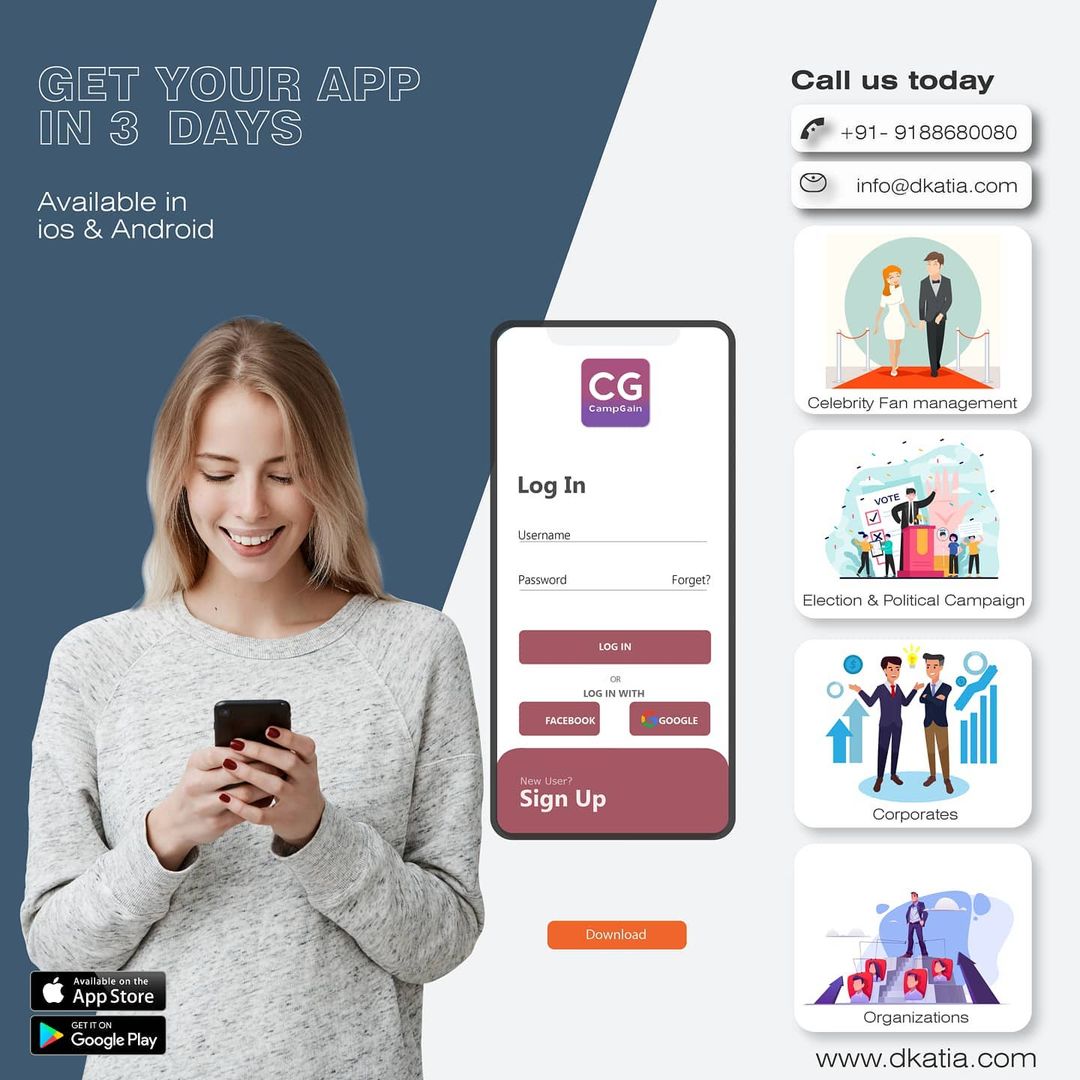 GET YOUR APP
IN 3 DAYS
Available in
ios & Android
Call us today
+91- 9188680080
info@dkatia.com
CG
CampGain
Log In
Username
Password Forget?
LOG IN
OR
LOG IN WITH
FACEBOOK GOOGLE
New User?
Sign Up
Download
Celebrity Fan management
VOTE
Election & Political Campaign
Corporates
Organizations
Available on the
App Store
GET IT ON
Google Play
www.dkatia.com